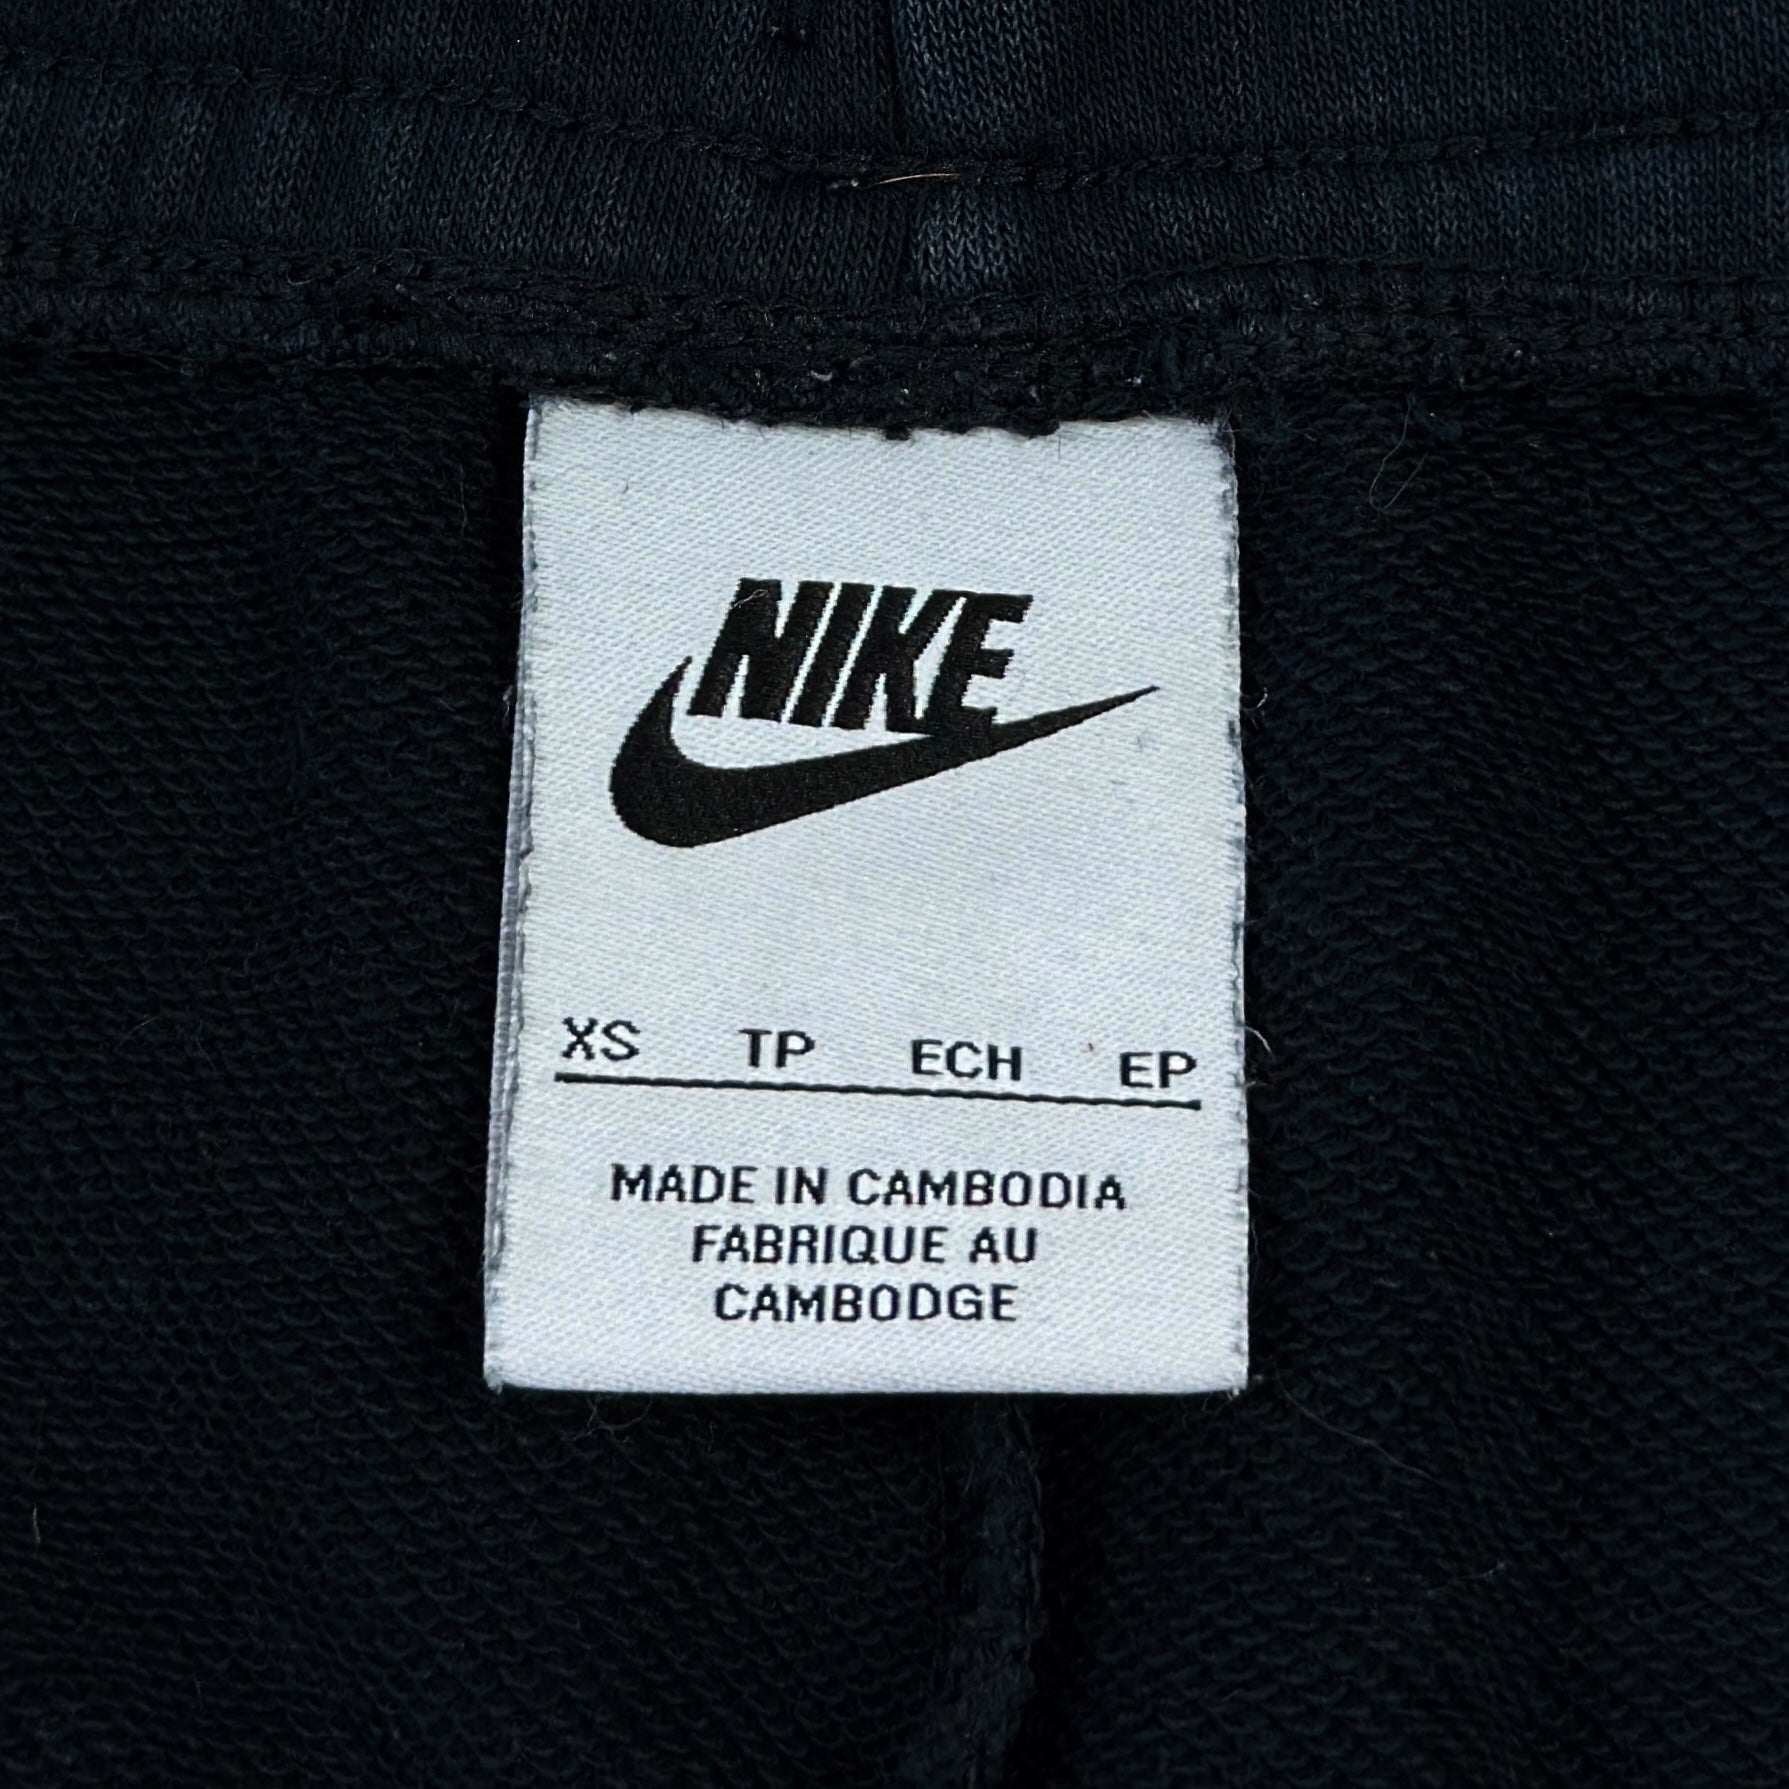 NIKE
XS TP ECH EP
MADE IN CAMBODIA
FABRIQUE AU
CAMBODGE